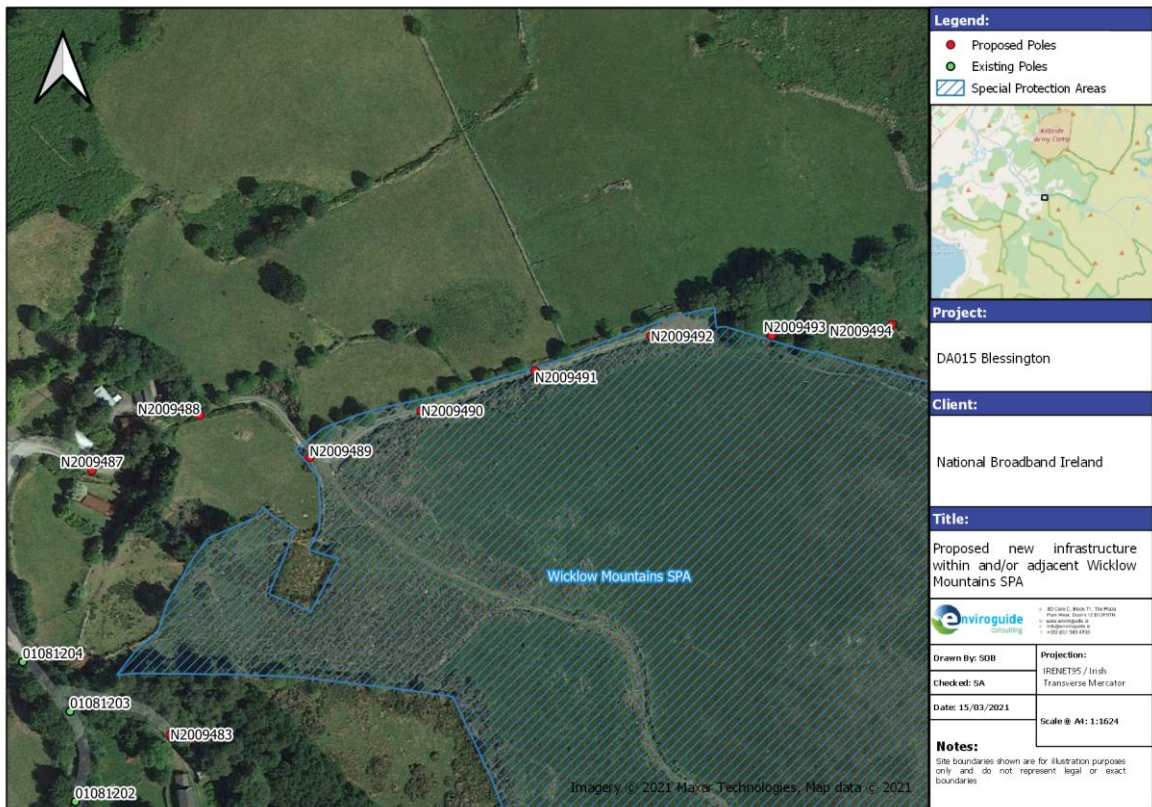 N2009492
N2009493
N2009494
N2009491
N2009490
N2009488
N2009489
N2009487
Wicklow Mountains SPA
01081204
01081203
N2009483
01081202
Imagery © 2021 Maxar Technologies, Map data © 2021
Legend:
Proposed Poles
Existing Poles
Special Protection Areas
Kilbride
Army Camp
Project:
DA015 Blessington
Client:
National Broadband Ireland
Title:
Proposed new infrastructure
within and/or adjacent Wicklow
Mountains SPA
enviroguide
consulting
Drawn By: SOB
Checked: SA
Date: 15/03/2021
Projection:
IRENET95 / Irish
Transverse Mercator
Scale @ A4: 1:1624
Notes:
Site boundaries shown are for illustration purposes
only and do not represent legal or exact
boundaries